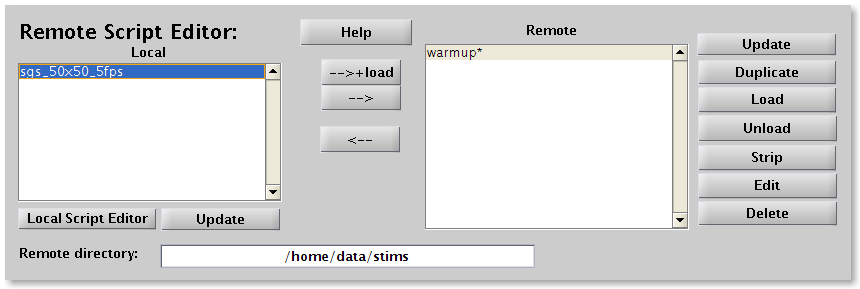 Remote Script Editor:
Local
sgs_50x50_5fps
Local Script Editor
Update
Help
-->+load
-->
<--
Remote
warmup*
Update
Duplicate
Load
Unload
Strip
Edit
Delete
Remote directory:
/home/data/stims